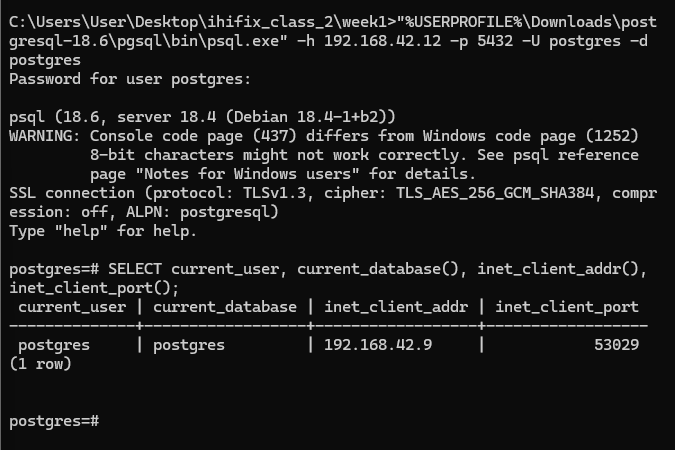 C:\Users\User\Desktop\ihifix_class_2\week1>"%USERPROFILE%\Downloads\post
gresql-18.6\pgsql\bin\psql.exe" -h 192.168.42.12 -p 5432 -U postgres -d
postgres
Password for user postgres:

psql (18.6, server 18.4 (Debian 18.4-1+b2))
WARNING: Console code page (437) differs from Windows code page (1252)
         8-bit characters might not work correctly. See psql reference
         page "Notes for Windows users" for details.
SSL connection (protocol: TLSv1.3, cipher: TLS_AES_256_GCM_SHA384, compr
ession: off, ALPN: postgresql)
Type "help" for help.

postgres=# SELECT current_user, current_database(), inet_client_addr(),
inet_client_port();
 current_user | current_database | inet_client_addr | inet_client_port
--------------+------------------+------------------+------------------
 postgres     | postgres         | 192.168.42.9     |            53029
(1 row)


postgres=#